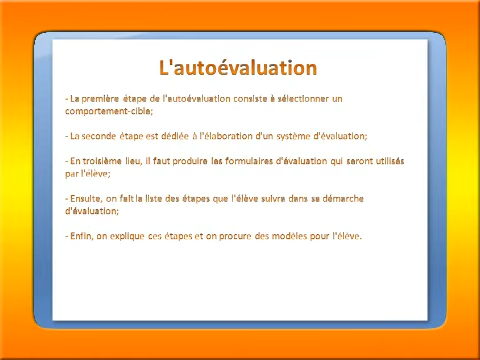 L'autoévaluation
- La première étape de l'autoévaluation consiste à sélectionner un
comportement-cible;
- La seconde étape est dédiée à l'élaboration d'un système d'évaluation;
- En troisième lieu, il faut produire les formulaires d'évaluation qui seront utilisés
par l'élève;
- Ensuite, on fait la liste des étapes que l'élève suivra dans sa démarche
d'évaluation;
- Enfin, on explique ces étapes et on procure des modèles pour l'élève.